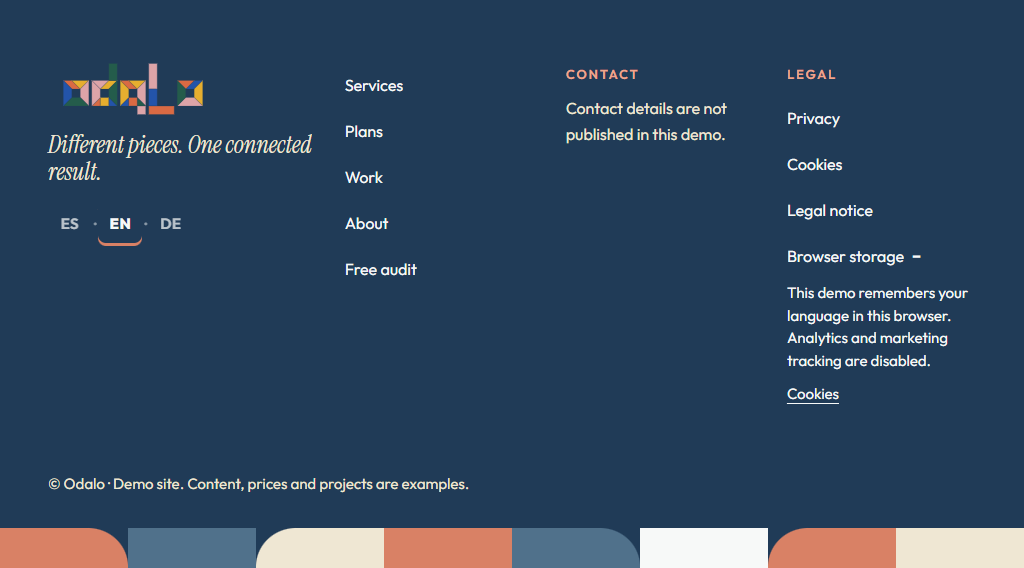 odalo
Different pieces. One connected
result.
ES · EN · DE
Services
Plans
Work
About
Free audit
CONTACT
Contact details are not
published in this demo.
LEGAL
Privacy
Cookies
Legal notice
Browser storage –
This demo remembers your
language in this browser.
Analytics and marketing
tracking are disabled.
Cookies
© Odalo · Demo site. Content, prices and projects are examples.